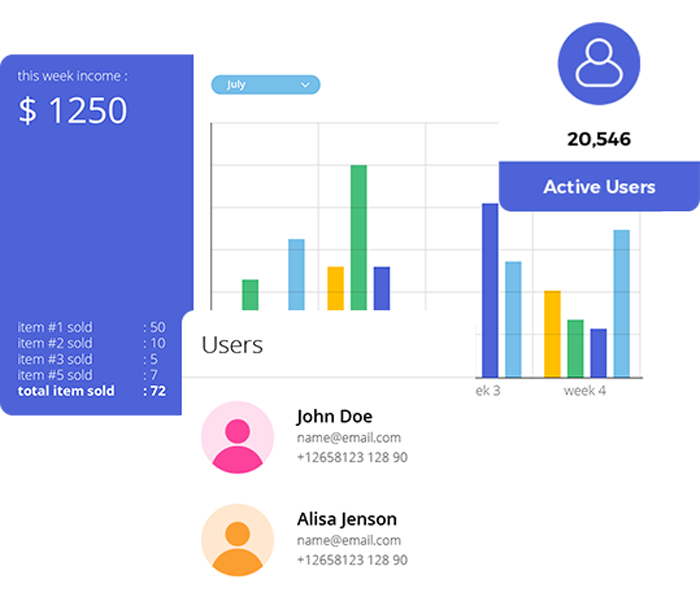 this week income :
$ 1250
item #1 sold : 50
item #2 sold : 10
item #3 sold : 5
item #5 sold : 7
total item sold : 72
July
20,546
Active Users
ek 3
week 4
Users
John Doe
name@email.com
+12658123 128 90
Alisa Jenson
name@email.com
+12658123 128 90